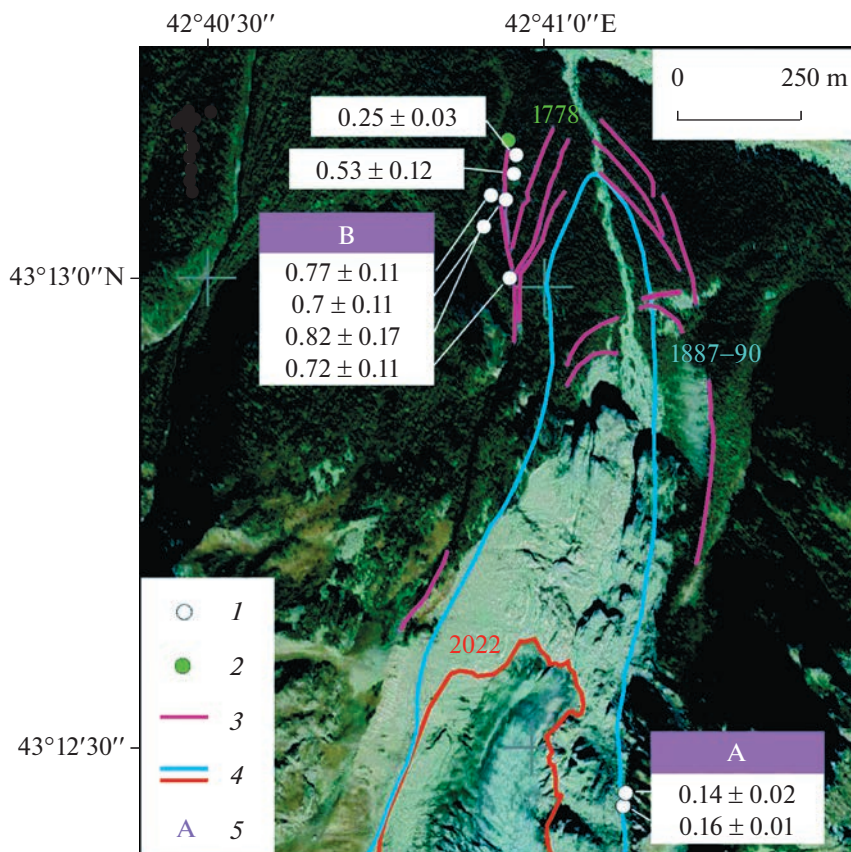 42°40′30′′
42°41′0′′E
0 250 m
1778
0.25 ± 0.03
0.53 ± 0.12
B
43°13′0′′N
0.77 ± 0.11
0.7 ± 0.11
0.82 ± 0.17
0.72 ± 0.11
1887–90
1
2
2022
3
43°12′30′′
4
A
0.14 ± 0.02
0.16 ± 0.01
A 5